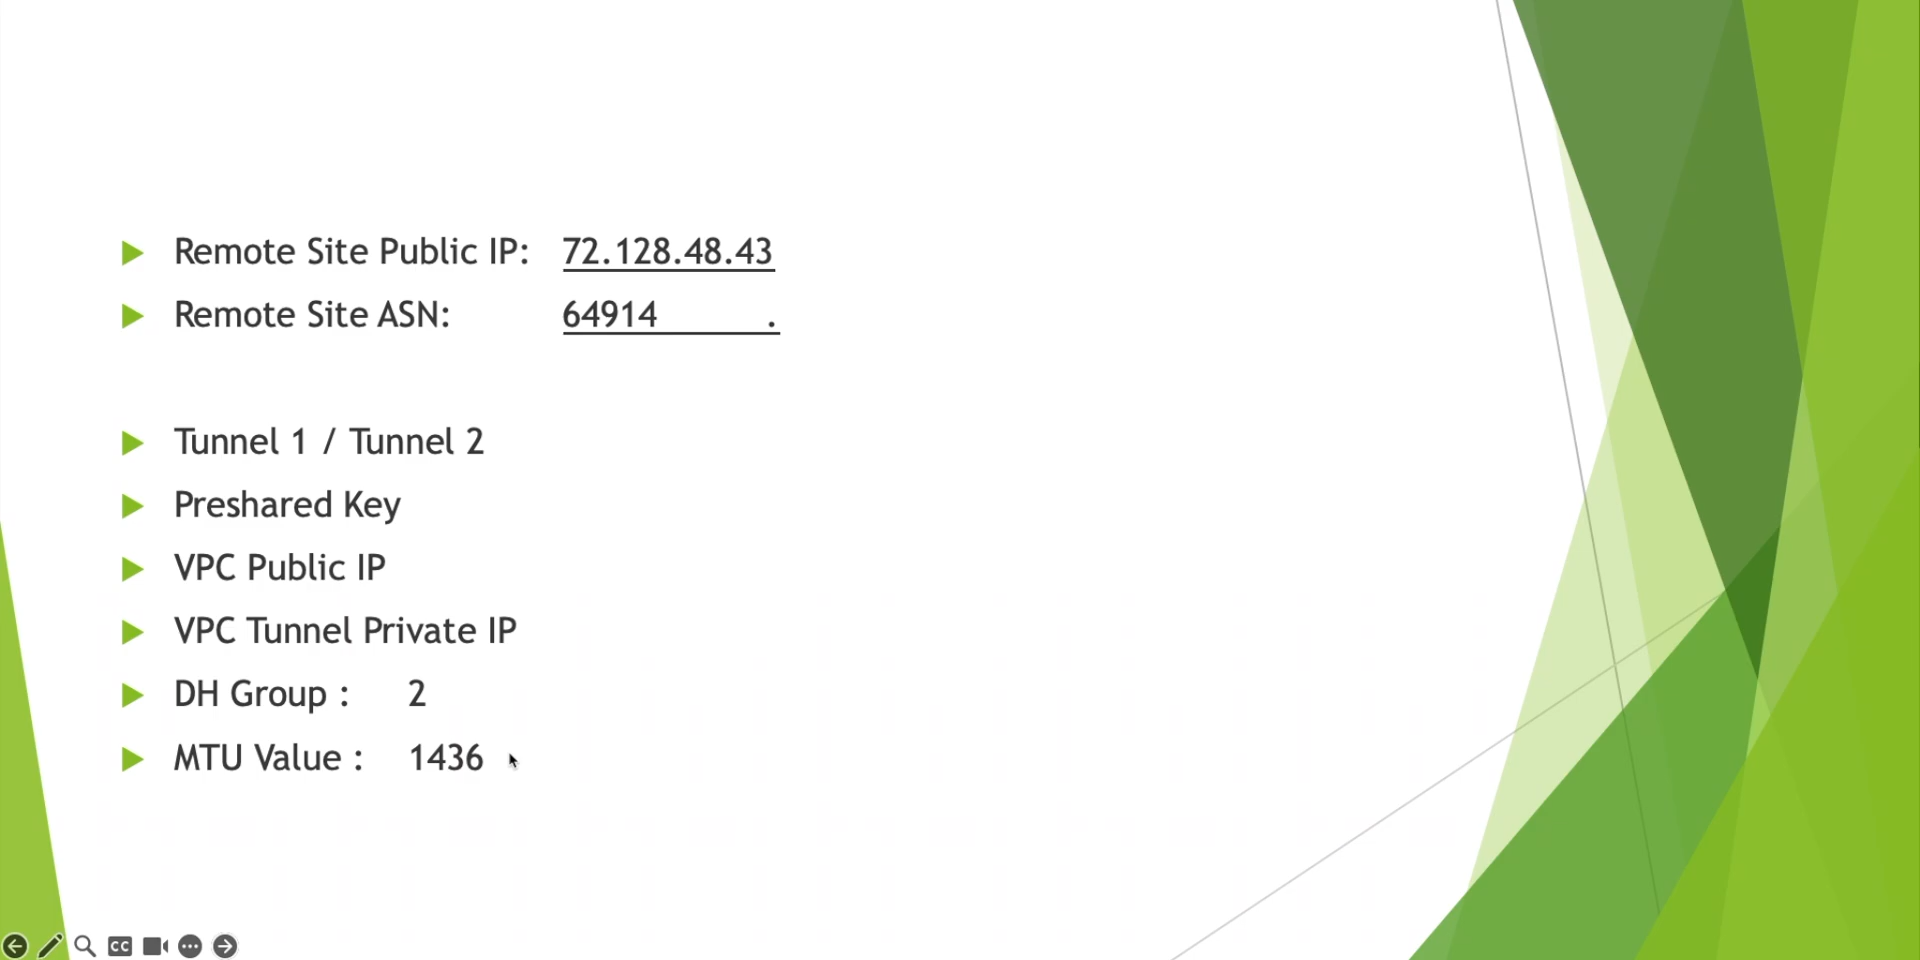 Remote Site Public IP: 72.128.48.43
Remote Site ASN: 64914 .
Tunnel 1 / Tunnel 2
Preshared Key
VPC Public IP
VPC Tunnel Private IP
DH Group : 2
MTU Value : 1436
CC